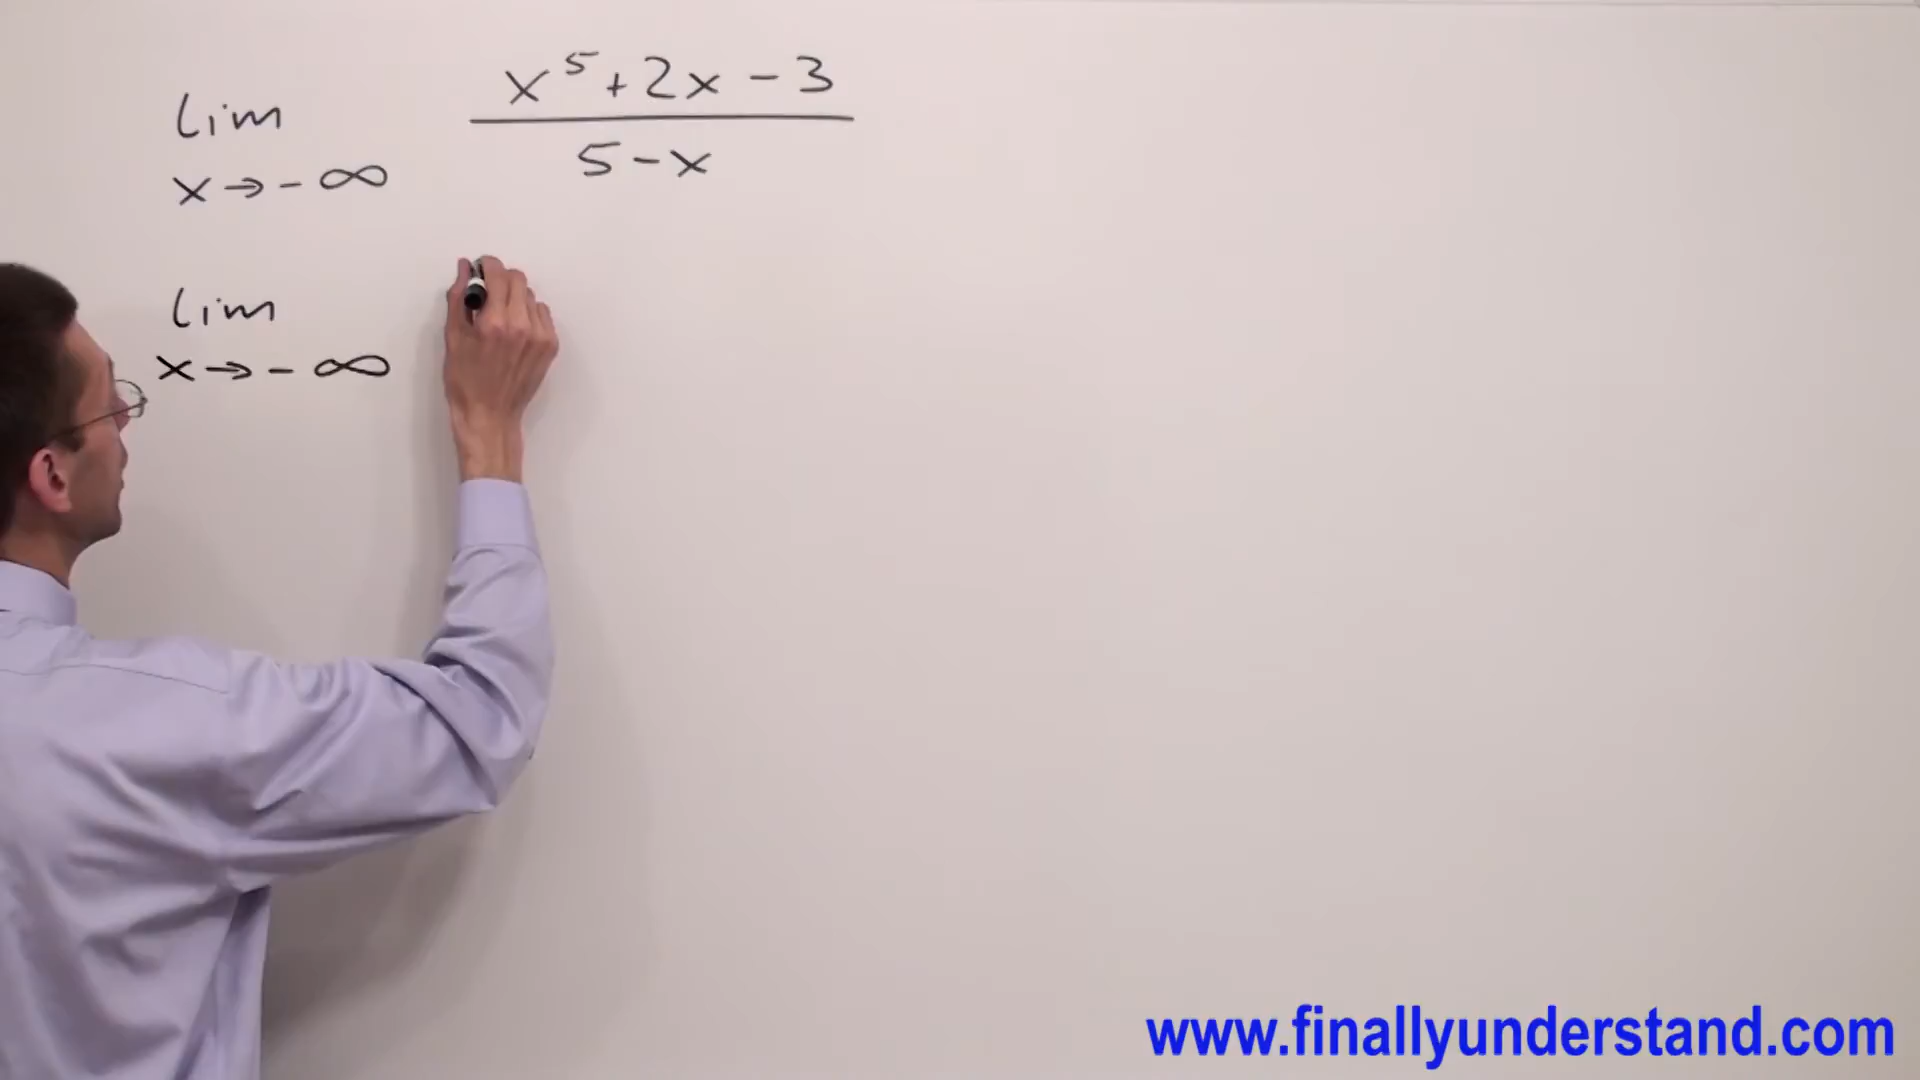 lim x→-∞ x⁵+2x-3
5-x
lim
x→-∞
www.finallyunderstand.com